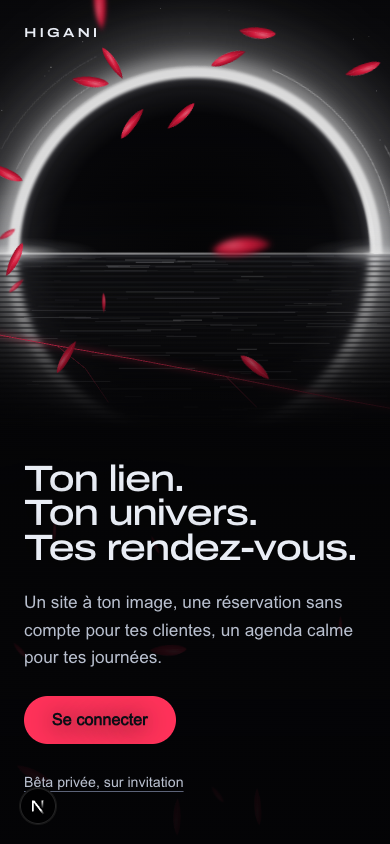 HIGANI
Ton lien.
Ton univers.
Tes rendez-vous.
Un site à ton image, une réservation sans
compte pour tes clientes, un agenda calme
pour tes journées.
Se connecter
Bêta privée, sur invitation
N